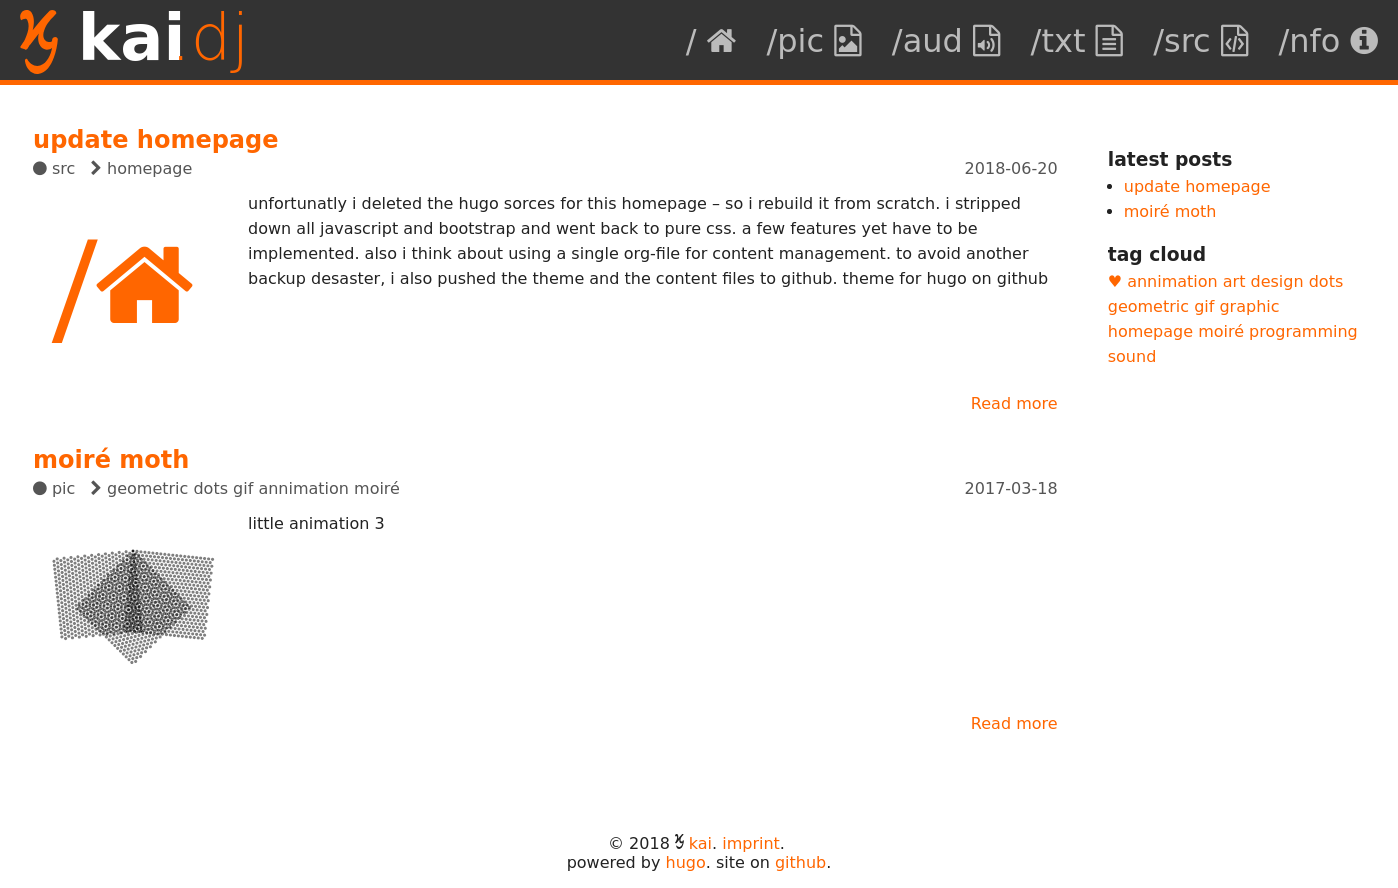 kai.dj
/ /pic /aud /txt /src /nfo
update homepage
src homepage 2018-06-20
unfortunatly i deleted the hugo sorces for this homepage – so i rebuild it from scratch. i stripped
down all javascript and bootstrap and went back to pure css. a few features yet have to be
implemented. also i think about using a single org-file for content management. to avoid another
backup desaster, i also pushed the theme and the content files to github. theme for hugo on github
/
Read more
moiré moth
pic geometric dots gif annimation moiré 2017-03-18
little animation 3
Read more
latest posts
update homepage
moiré moth
tag cloud
♥ annimation art design dots
geometric gif graphic
homepage moiré programming
sound
© 2018 kai. imprint.
powered by hugo. site on github.